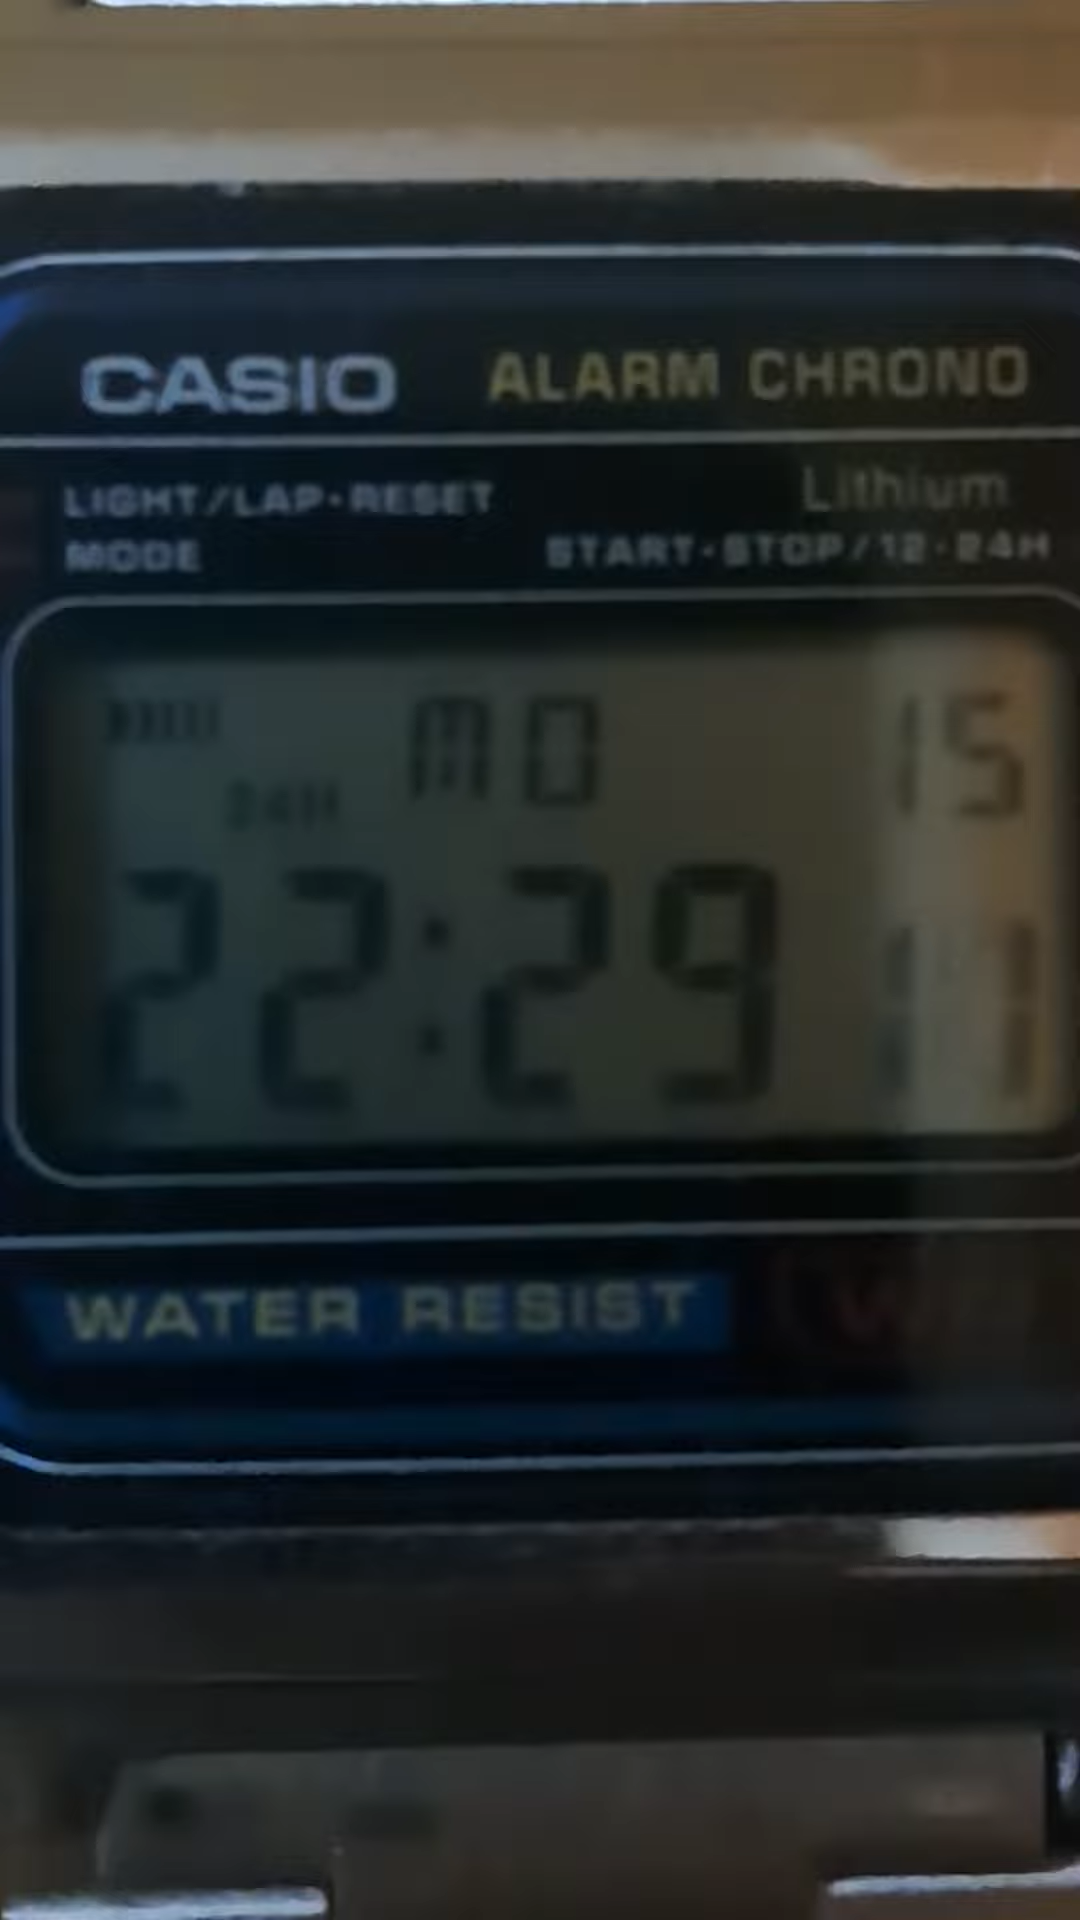 CASIO ALARM CHRONO
LIGHT/LAP•RESET Lithium
MODE START•STOP/12•24H
MO 15
24H
22:29 17
WATER RESIST